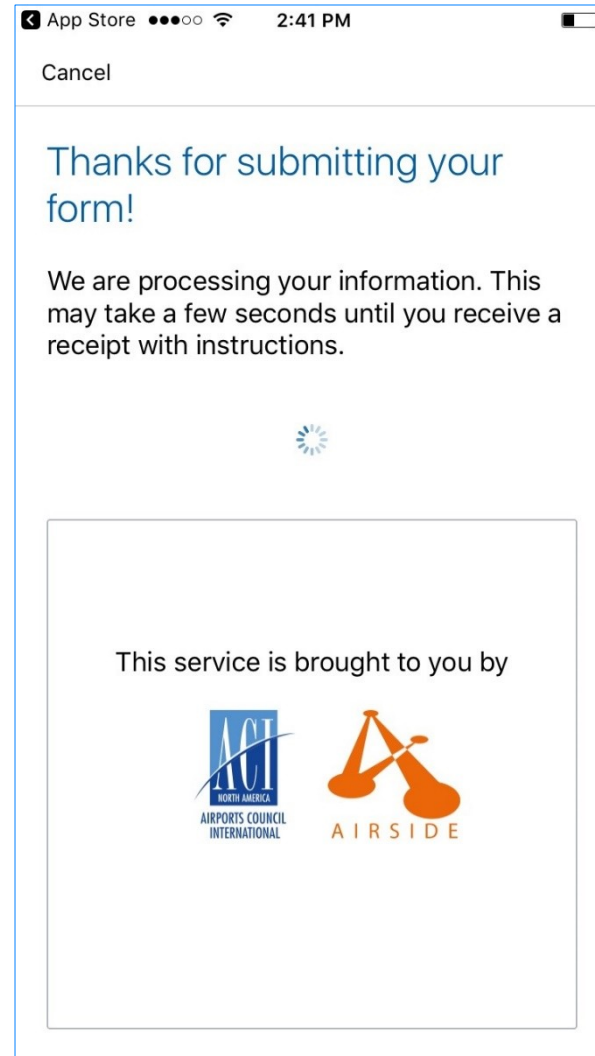 App Store 2:41 PM
Cancel
Thanks for submitting your
form!
We are processing your information. This
may take a few seconds until you receive a
receipt with instructions.
This service is brought to you by
ACI
NORTH AMERICA
AIRPORTS COUNCIL
INTERNATIONAL
AIRSIDE